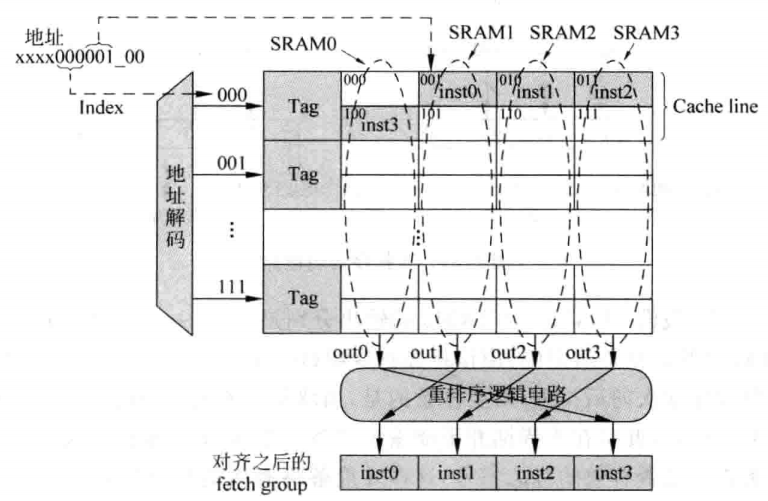 地址
xxxx000001_00
SRAM0
SRAM1
SRAM2
SRAM3
Index
000
Tag
000
001
inst0
010
inst1
011
inst2
Cache line
100
inst3
101
110
111
001
Tag
地址解码
⋮
⋮
111
Tag
out0
out1
out2
out3
重排序逻辑电路
对齐之后的
fetch group
inst0
inst1
inst2
inst3